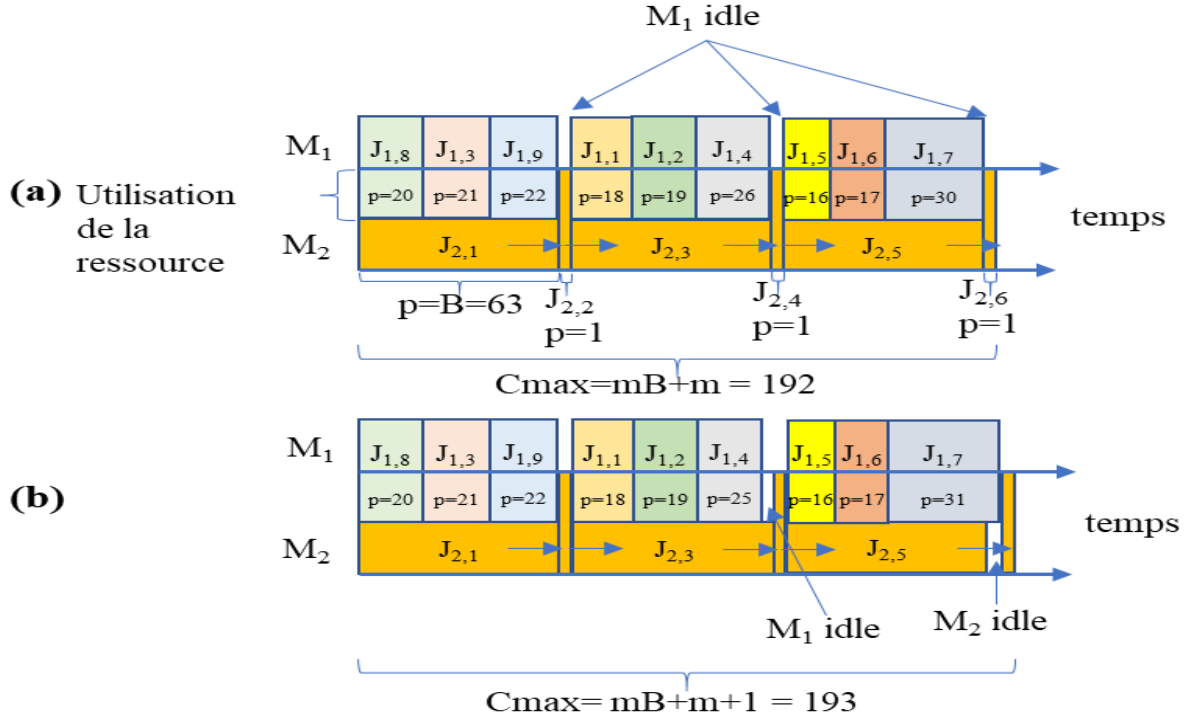 M₁ idle
M₁ J₁,₈ J₁,₃ J₁,₉ J₁,₁ J₁,₂ J₁,₄ J₁,₅ J₁,₆ J₁,₇
(a) Utilisation de la ressource
p=20 p=21 p=22 p=18 p=19 p=26 p=16 p=17 p=30
temps
M₂ J₂,₁ J₂,₃ J₂,₅
p=B=63 J₂,₂ J₂,₄ J₂,₆
p=1 p=1 p=1
Cmax=mB+m = 192
M₁ J₁,₈ J₁,₃ J₁,₉ J₁,₁ J₁,₂ J₁,₄ J₁,₅ J₁,₆ J₁,₇
(b) p=20 p=21 p=22 p=18 p=19 p=25 p=16 p=17 p=31
temps
M₂ J₂,₁ J₂,₃ J₂,₅
M₁ idle M₂ idle
Cmax= mB+m+1 = 193